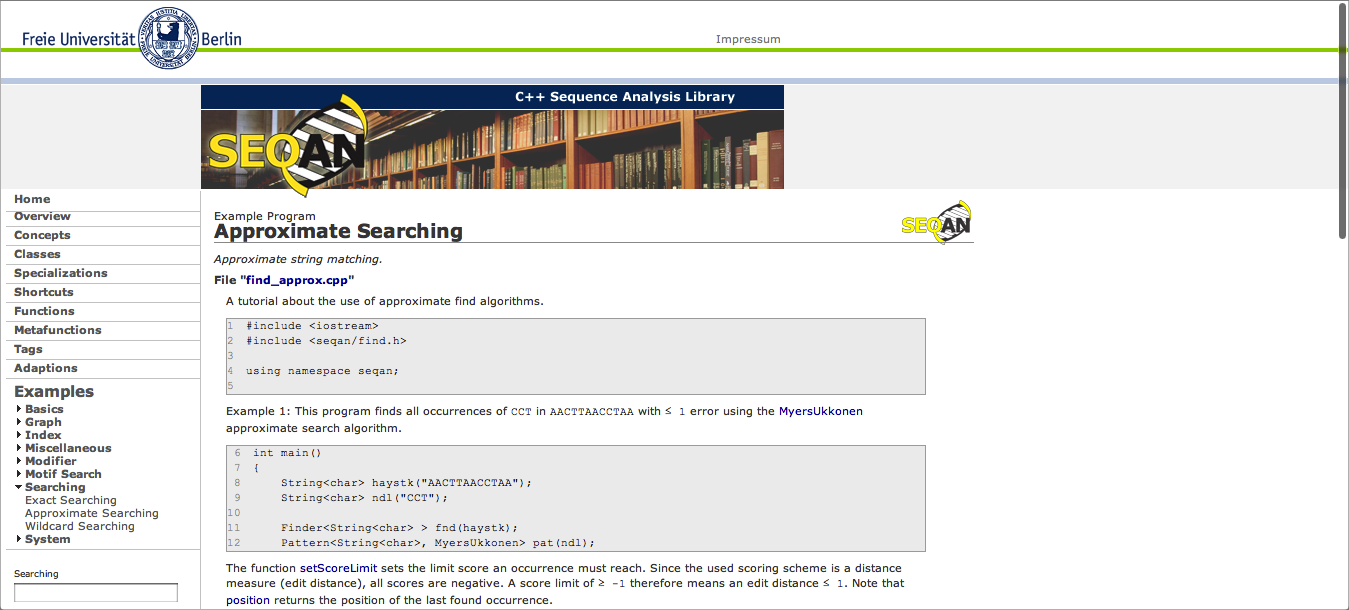 Freie Universität Berlin
Impressum
C++ Sequence Analysis Library
SEQAN
Home
Overview
Concepts
Classes
Specializations
Shortcuts
Functions
Metafunctions
Tags
Adaptions
Examples
Basics
Graph
Index
Miscellaneous
Modifier
Motif Search
Searching
Exact Searching
Approximate Searching
Wildcard Searching
System
Searching
Example Program
Approximate Searching
SEQAN
Approximate string matching.
File "find_approx.cpp"
A tutorial about the use of approximate find algorithms.
1 #include <iostream>
2 #include <seqan/find.h>
3
4 using namespace seqan;
5
Example 1: This program finds all occurrences of CCT in AACTTAACCTAA with ≤ 1 error using the MyersUkkonen
approximate search algorithm.
6 int main()
7 {
8 String<char> haystk("AACTTAACCTAA");
9 String<char> ndl("CCT");
10
11 Finder<String<char> > fnd(haystk);
12 Pattern<String<char>, MyersUkkonen> pat(ndl);
The function setScoreLimit sets the limit score an occurrence must reach. Since the used scoring scheme is a distance
measure (edit distance), all scores are negative. A score limit of ≥ -1 therefore means an edit distance ≤ 1. Note that
position returns the position of the last found occurrence.